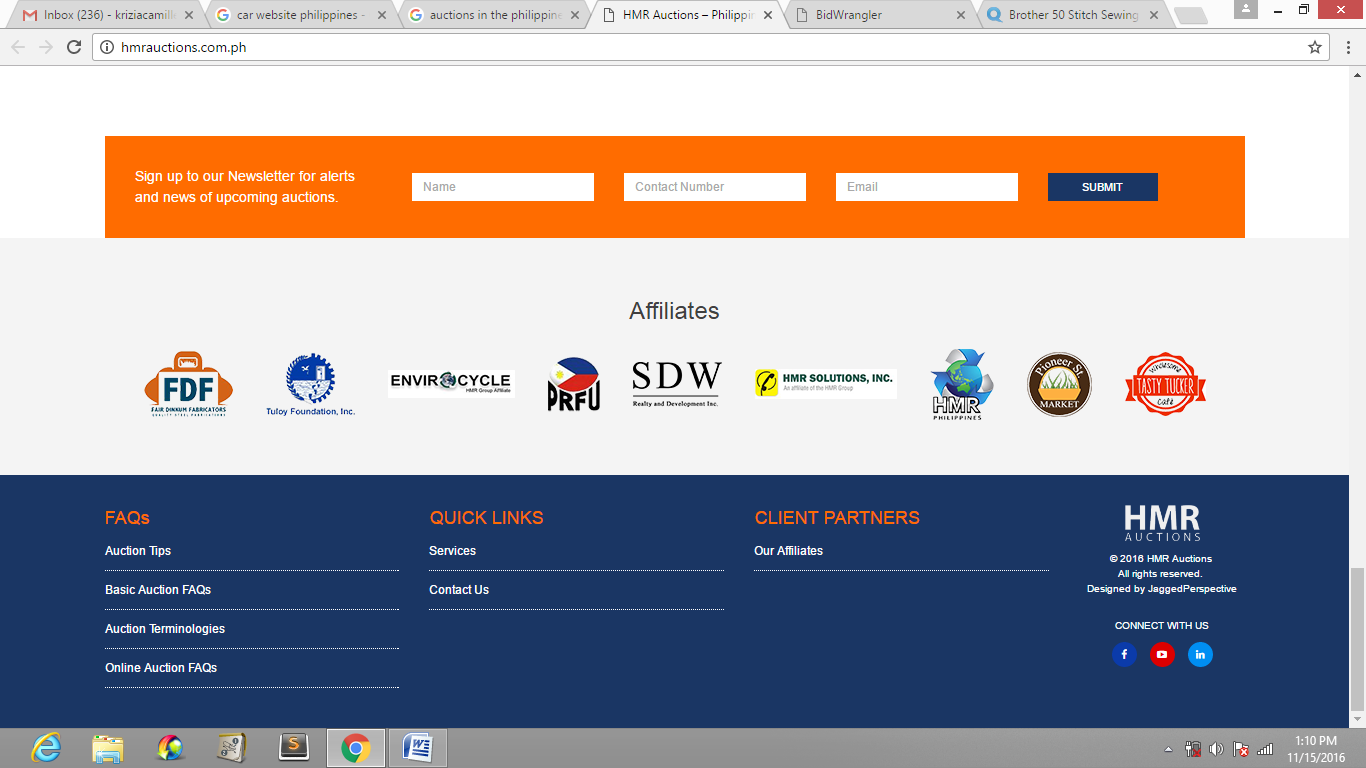 Inbox (236) - kriziacamill
car website philippines -
auctions in the philippine
HMR Auctions – Philippin
BidWrangler
Brother 50 Stitch Sewing
hmrauctions.com.ph
Sign up to our Newsletter for alerts
and news of upcoming auctions.
Name
Contact Number
Email
SUBMIT
Affiliates
FDF
FAIR DINKUM FABRICATORS
QUALITY STEEL FABRICATIONS
Tuloy Foundation, Inc.
ENVIROCYCLE
HMR Group Affiliate
PRFU
SDW
Realty and Development Inc.
HMR SOLUTIONS, INC.
An affiliate of the HMR Group.
HMR
PHILIPPINES
Pioneer St.
MARKET
Wholesome
TASTY TUCKER
Café
FAQs
Auction Tips
Basic Auction FAQs
Auction Terminologies
Online Auction FAQs
QUICK LINKS
Services
Contact Us
CLIENT PARTNERS
Our Affiliates
HMR
AUCTIONS
© 2016 HMR Auctions
All rights reserved.
Designed by JaggedPerspective
CONNECT WITH US
1:10 PM
11/15/2016